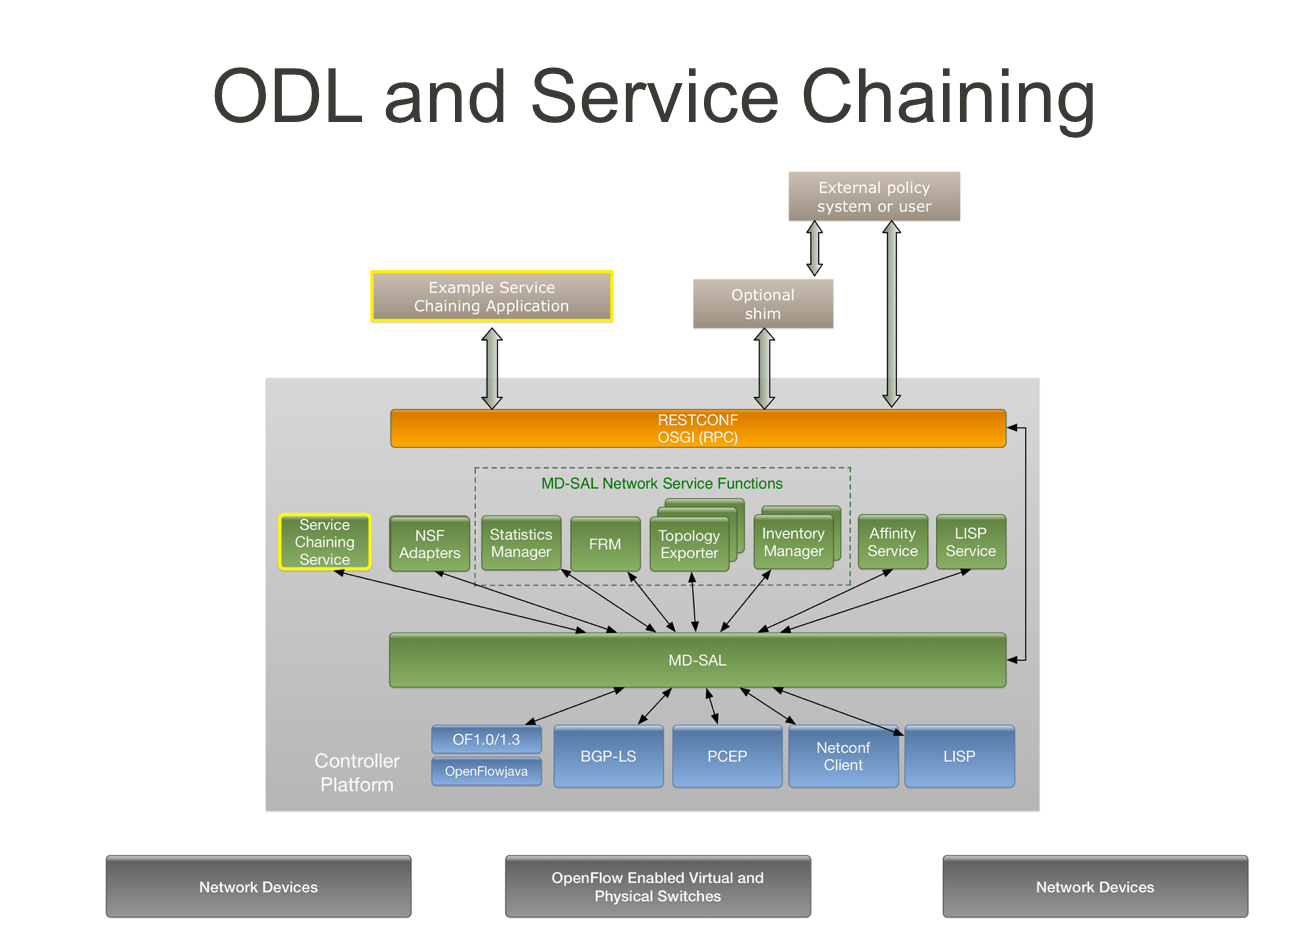 ODL and Service Chaining
External policy
system or user
Example Service
Chaining Application
Optional
shim
RESTCONF
OSGI (RPC)
MD-SAL Network Service Functions
Service
Chaining
Service
NSF
Adapters
Statistics
Manager
FRM
Topology
Exporter
Inventory
Manager
Affinity
Service
LISP
Service
MD-SAL
Controller
Platform
OF1.0/1.3
OpenFlowjava
BGP-LS
PCEP
Netconf
Client
LISP
Network Devices
OpenFlow Enabled Virtual and
Physical Switches
Network Devices